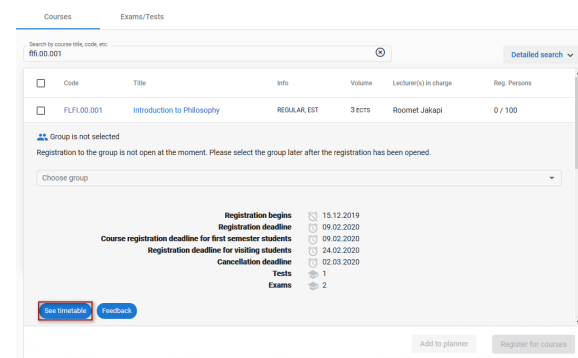 Courses Exams/Tests
Search by course title, code, etc.
flfi.00.001
Detailed search
Code Title Info Volume Lecturer(s) in charge Reg. Persons
FLFI.00.001 Introduction to Philosophy REGULAR, EST 3 ECTS Roomet Jakapi 0 / 100
Group is not selected
Registration to the group is not open at the moment. Please select the group later after the registration has been opened.
Choose group
Registration begins 15.12.2019
Registration deadline 09.02.2020
Course registration deadline for first semester students 09.02.2020
Registration deadline for visiting students 24.02.2020
Cancellation deadline 02.03.2020
Tests 1
Exams 2
See timetable Feedback
Add to planner Register for courses